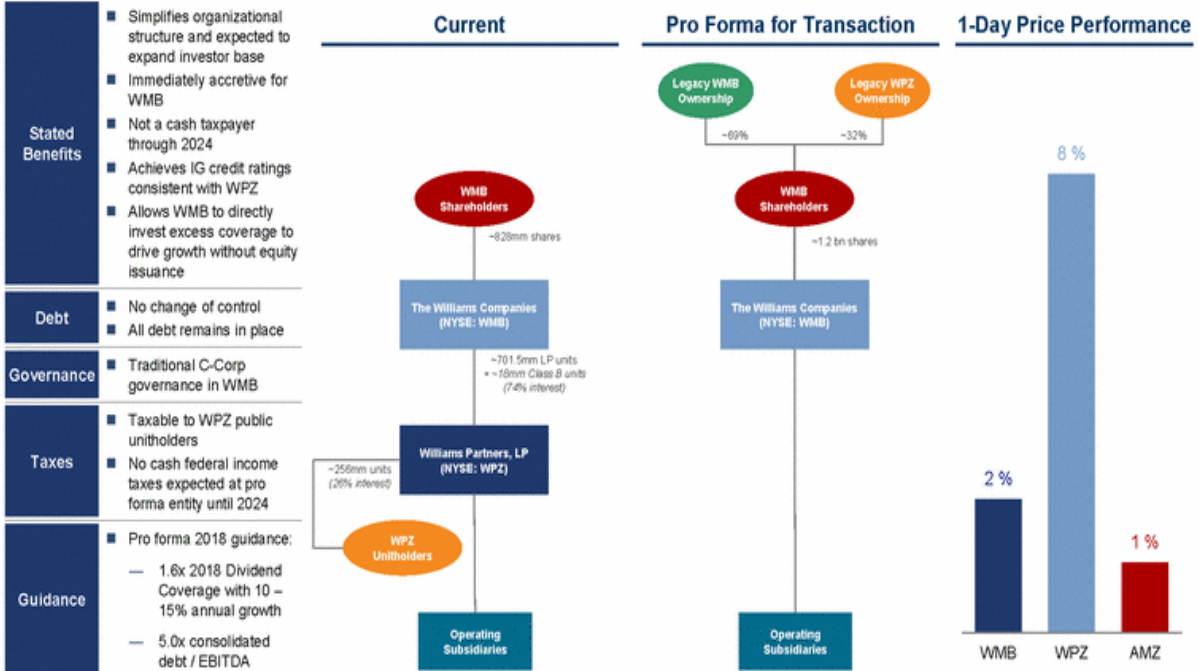 Stated
Benefits
Simplifies organizational
structure and expected to
expand investor base
Immediately accretive for
WMB
Not a cash taxpayer
through 2024
Achieves IG credit ratings
consistent with WPZ
Allows WMB to directly
invest excess coverage to
drive growth without equity
issuance
Debt
No change of control
All debt remains in place
Governance
Traditional C-Corp
governance in WMB
Taxes
Taxable to WPZ public
unitholders
No cash federal income
taxes expected at pro
forma entity until 2024
Guidance
Pro forma 2018 guidance:
— 1.6x 2018 Dividend
Coverage with 10 –
15% annual growth
— 5.0x consolidated
debt / EBITDA
Current
WMB
Shareholders
~828mm shares
The Williams Companies
(NYSE: WMB)
~701.5mm LP units
+ ~18mm Class B units
(74% interest)
Williams Partners, LP
(NYSE: WPZ)
~256mm units
(26% interest)
WPZ
Unitholders
Operating
Subsidiaries
Pro Forma for Transaction
Legacy WMB
Ownership
Legacy WPZ
Ownership
~69%
~32%
WMB
Shareholders
~1.2 bn shares
The Williams Companies
(NYSE: WMB)
Operating
Subsidiaries
1-Day Price Performance
2 %
8 %
1 %
WMB
WPZ
AMZ